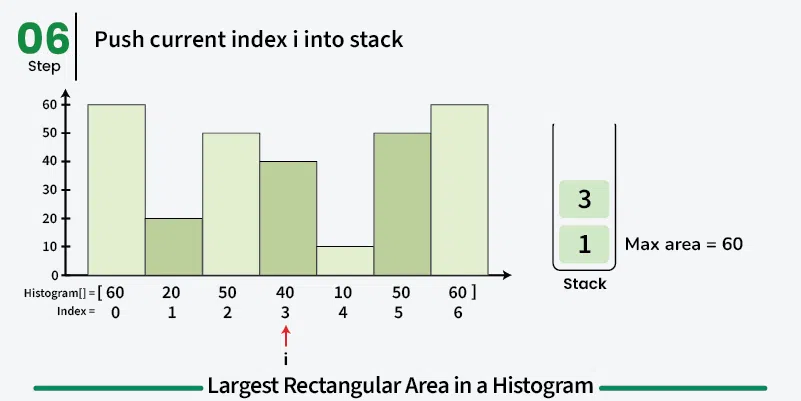 06
Step
Push current index i into stack
60
50
40
30
20
10
0
Histogram[] = [ 60 20 50 40 10 50 60 ]
Index = 0 1 2 3 4 5 6
i
3
1
Max area = 60
Stack
Largest Rectangular Area in a Histogram